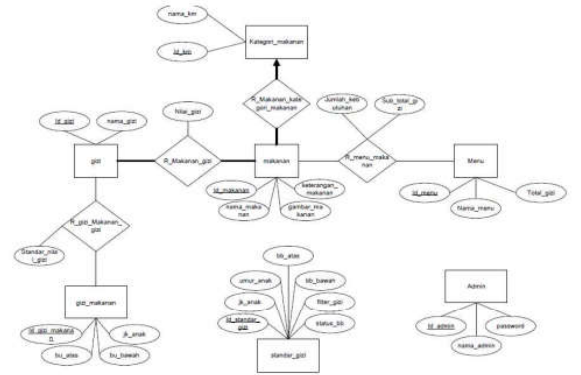 nama_km
Id_km
Kategori_makanan
R_Makanan_kate
gori_makanan
Jumlah_keb
utuhan
Sub_total_gi
zi
Id_gizi
nama_gizi
Nilai_gizi
gizi
R_Makanan_gizi
makanan
R_menu_maka
nan
Menu
Id_makanan
keterangan_
makanan
nama_maka
nan
gambar_ma
kanan
Id_menu
Nama_menu
Total_gizi
R_gizi_Makanan_
gizi
Standar_nila
i_gizi
gizi_makanan
Id_gizi_makana
n
jk_anak
bu_atas
bu_bawah
bb_atas
umur_anak
bb_bawah
jk_anak
filter_gizi
id_standar_
gizi
status_bb
standar_gizi
Admin
Id_admin
password
nama_admin